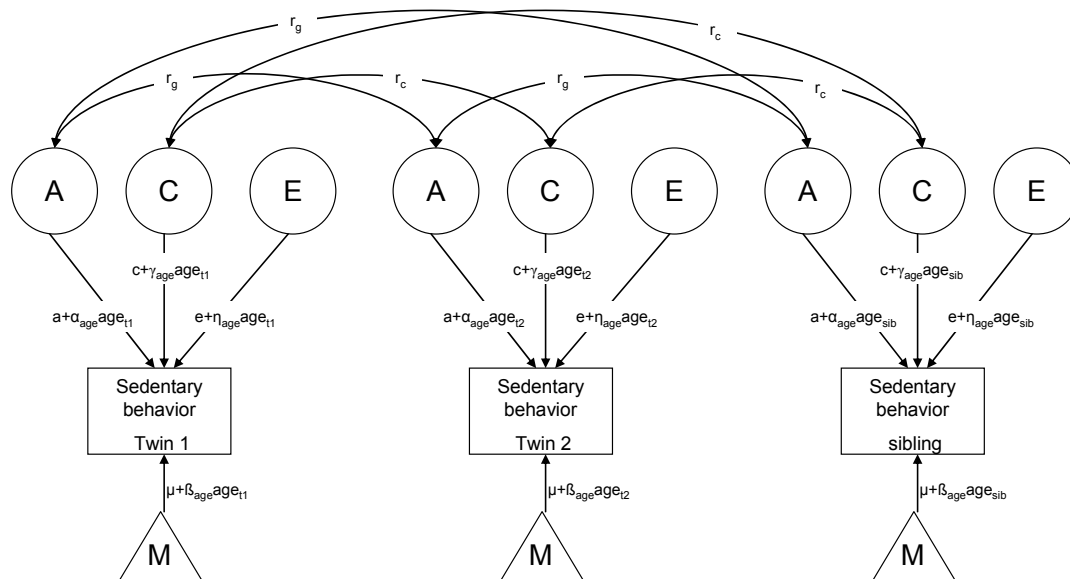 r_g
r_c
r_g
r_c
r_g
r_c
A
C
E
A
C
E
A
C
E
c+γ_age age_t1
c+γ_age age_t2
c+γ_age age_sib
a+α_age age_t1
e+η_age age_t1
a+α_age age_t2
e+η_age age_t2
a+α_age age_sib
e+η_age age_sib
Sedentary
behavior
Twin 1
Sedentary
behavior
Twin 2
Sedentary
behavior
sibling
µ+ß_age age_t1
µ+ß_age age_t2
µ+ß_age age_sib
M
M
M